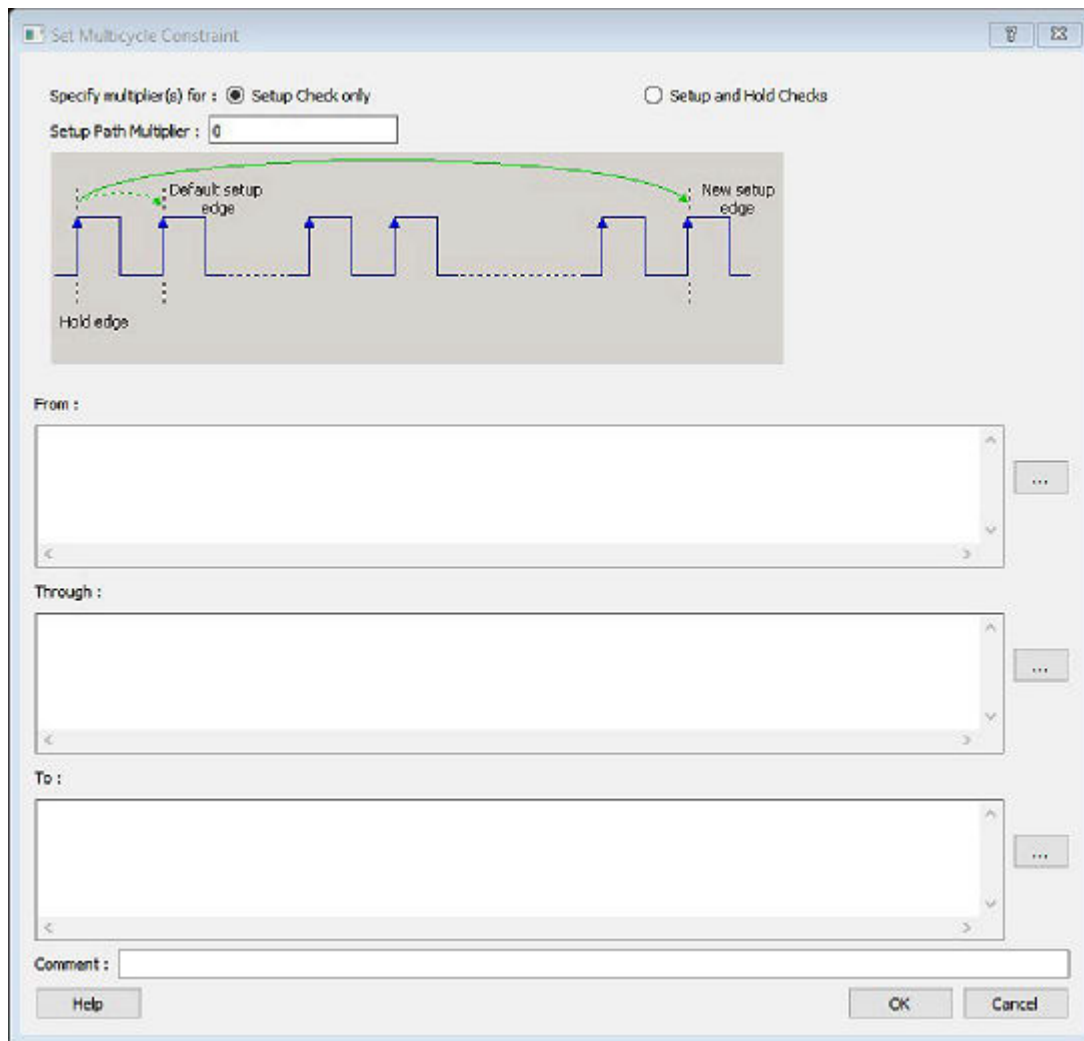 Set Multicycle Constraint
Specify multiplier(s) for : Setup Check only Setup and Hold Checks
Setup Path Multiplier : 0
Default setup edge
New setup edge
Hold edge
From :
...
Through :
...
To :
...
Comment :
Help OK Cancel